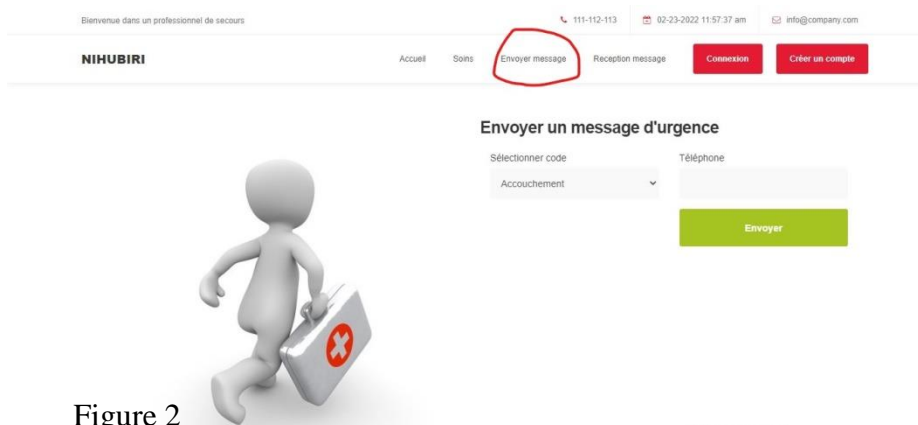 Bienvenue dans un professionnel de secours
111-112-113
02-23-2022 11:57:37 am
info@company.com
NIHUBIRI
Accueil
Soins
Envoyer message
Reception message
Connexion
Créer un compte
Envoyer un message d'urgence
Sélectionner code
Téléphone
Accouchement
Envoyer
Figure 2